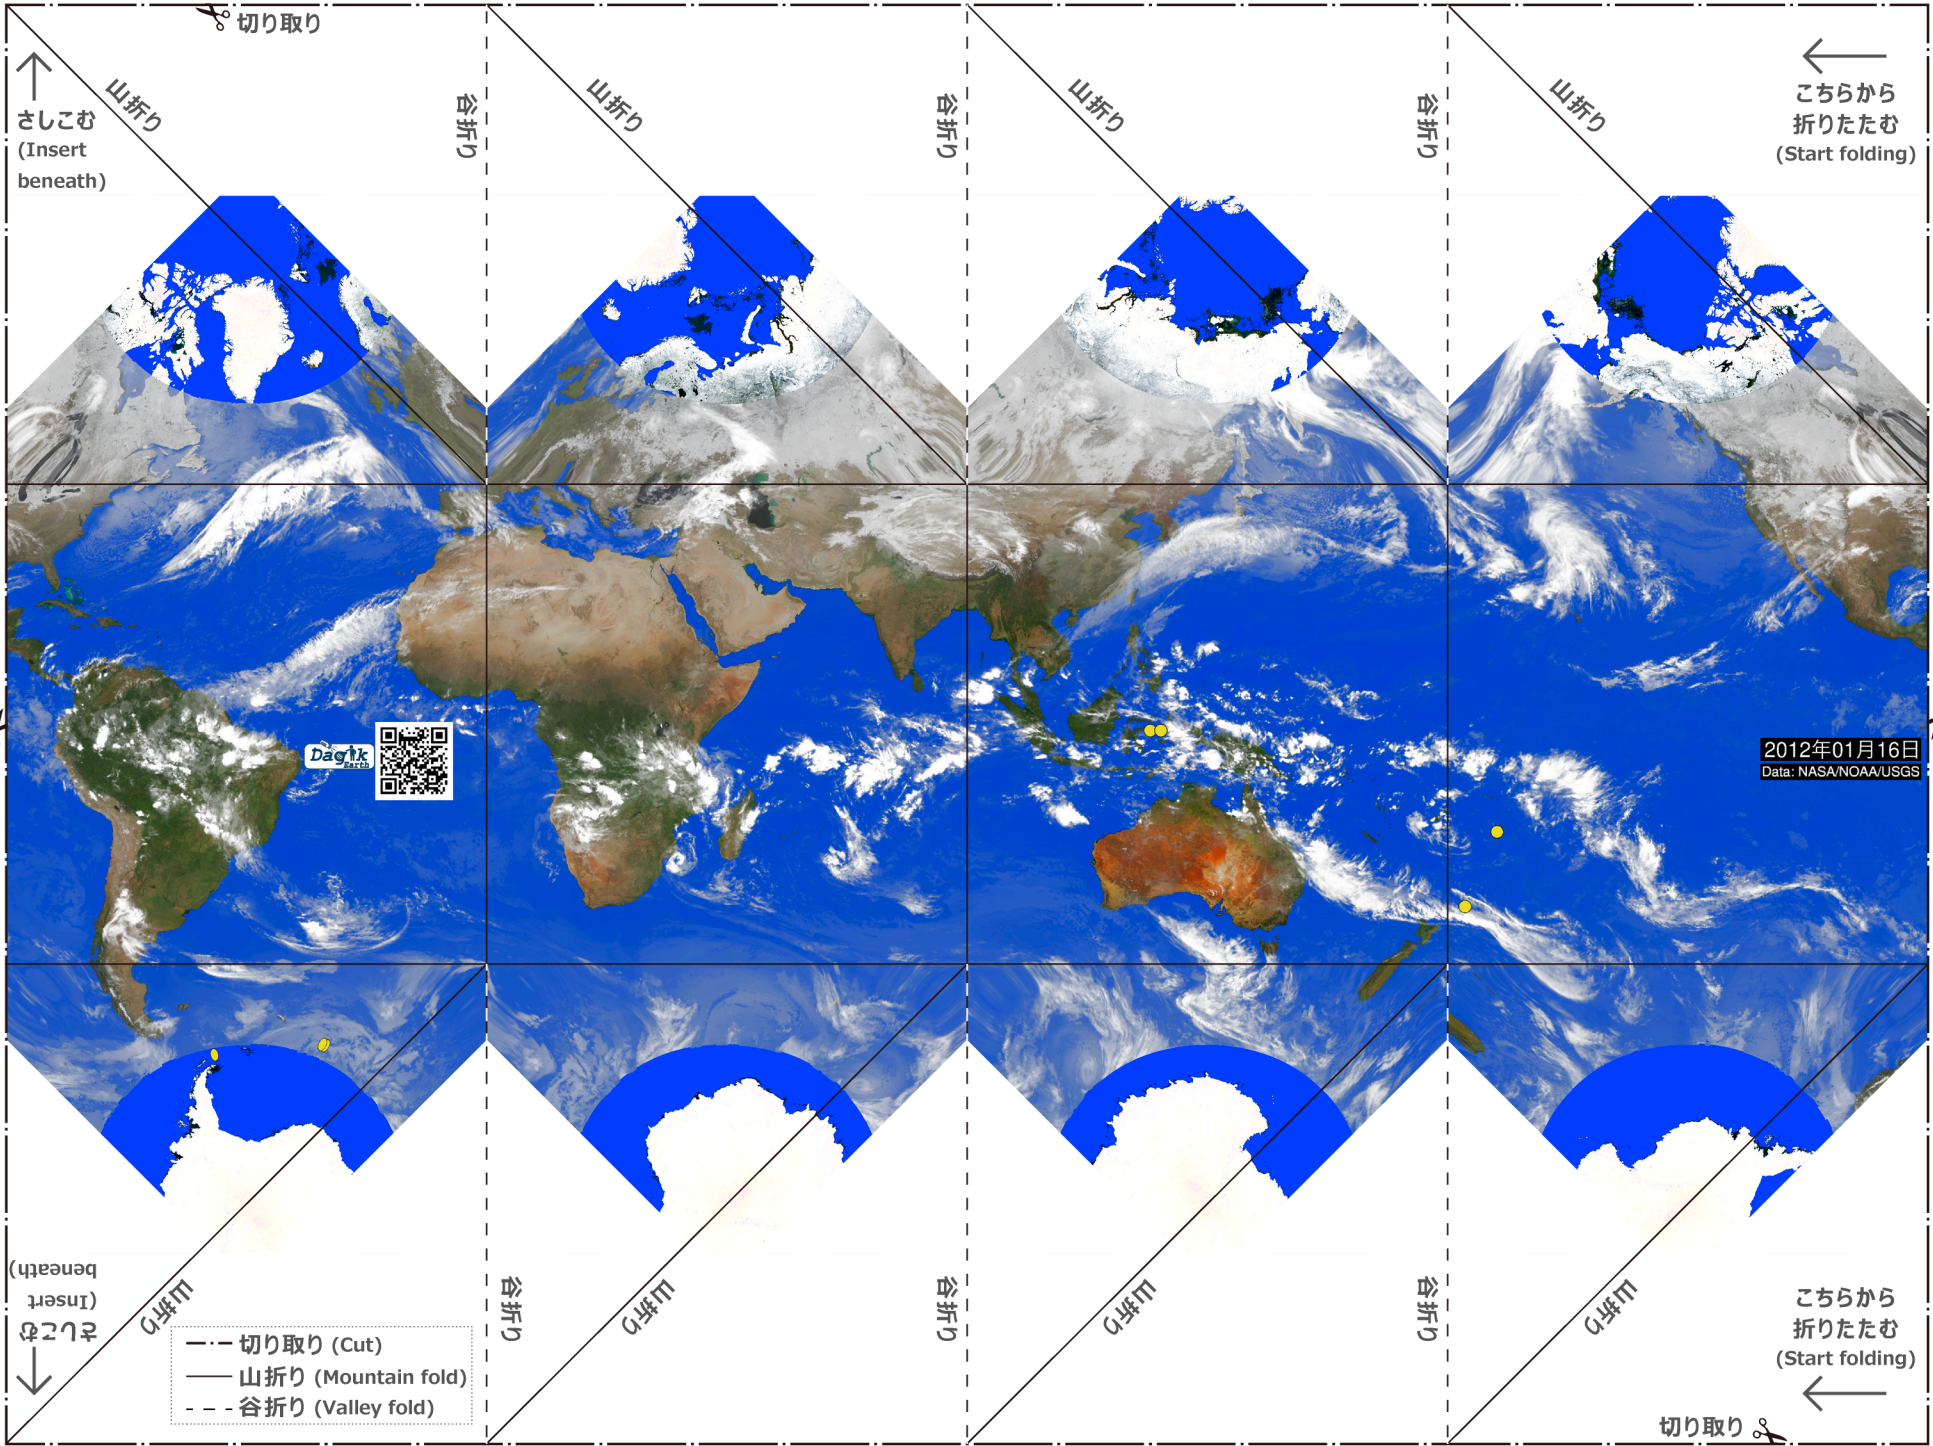 切り取り
山折り
谷折り
山折り
谷折り
山折り
谷折り
山折り
さしこむ
(Insert
beneath)
こちらから
折りたたむ
(Start folding)
Dagik
Earth
2012年01月16日
Data: NASA/NOAA/USGS
さしこむ
(Insert
beneath)
山折り
谷折り
山折り
谷折り
山折り
谷折り
山折り
切り取り (Cut)
山折り (Mountain fold)
谷折り (Valley fold)
こちらから
折りたたむ
(Start folding)
切り取り